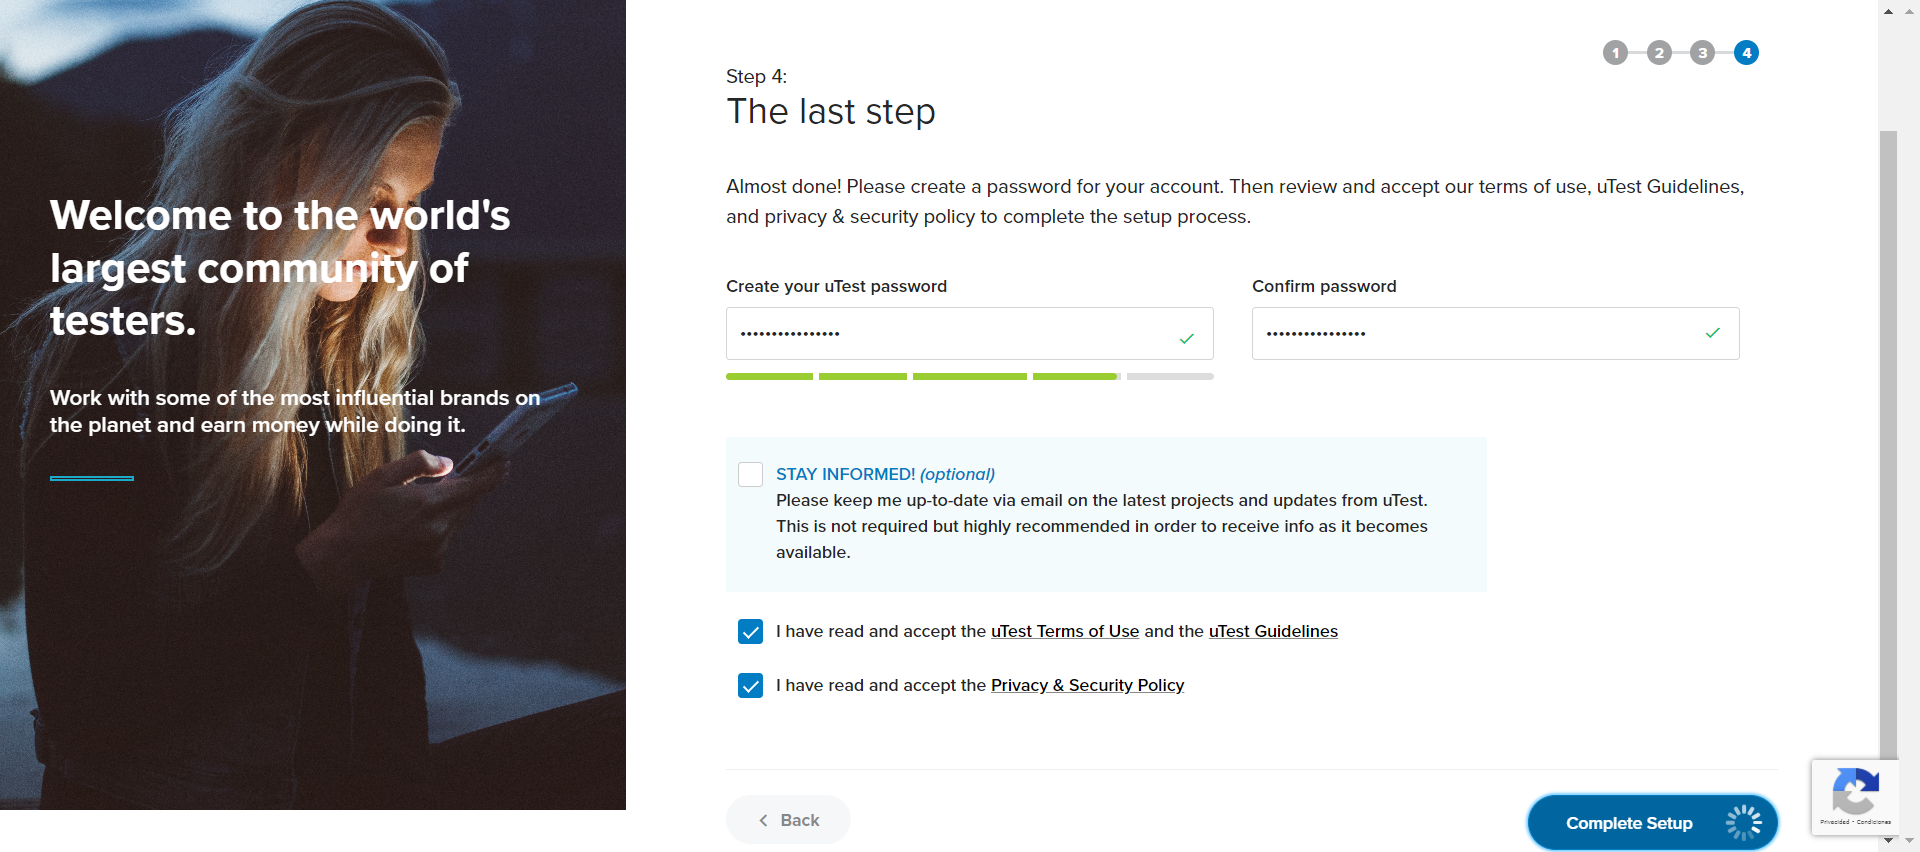 Welcome to the world's
largest community of
testers.
Work with some of the most influential brands on
the planet and earn money while doing it.
1 2 3 4
Step 4:
The last step
Almost done! Please create a password for your account. Then review and accept our terms of use, uTest Guidelines,
and privacy & security policy to complete the setup process.
Create your uTest password
Confirm password
••••••••••••••••
••••••••••••••••
STAY INFORMED! (optional)
Please keep me up-to-date via email on the latest projects and updates from uTest.
This is not required but highly recommended in order to receive info as it becomes
available.
I have read and accept the uTest Terms of Use and the uTest Guidelines
I have read and accept the Privacy & Security Policy
Back
Complete Setup
Privacidad - Condiciones